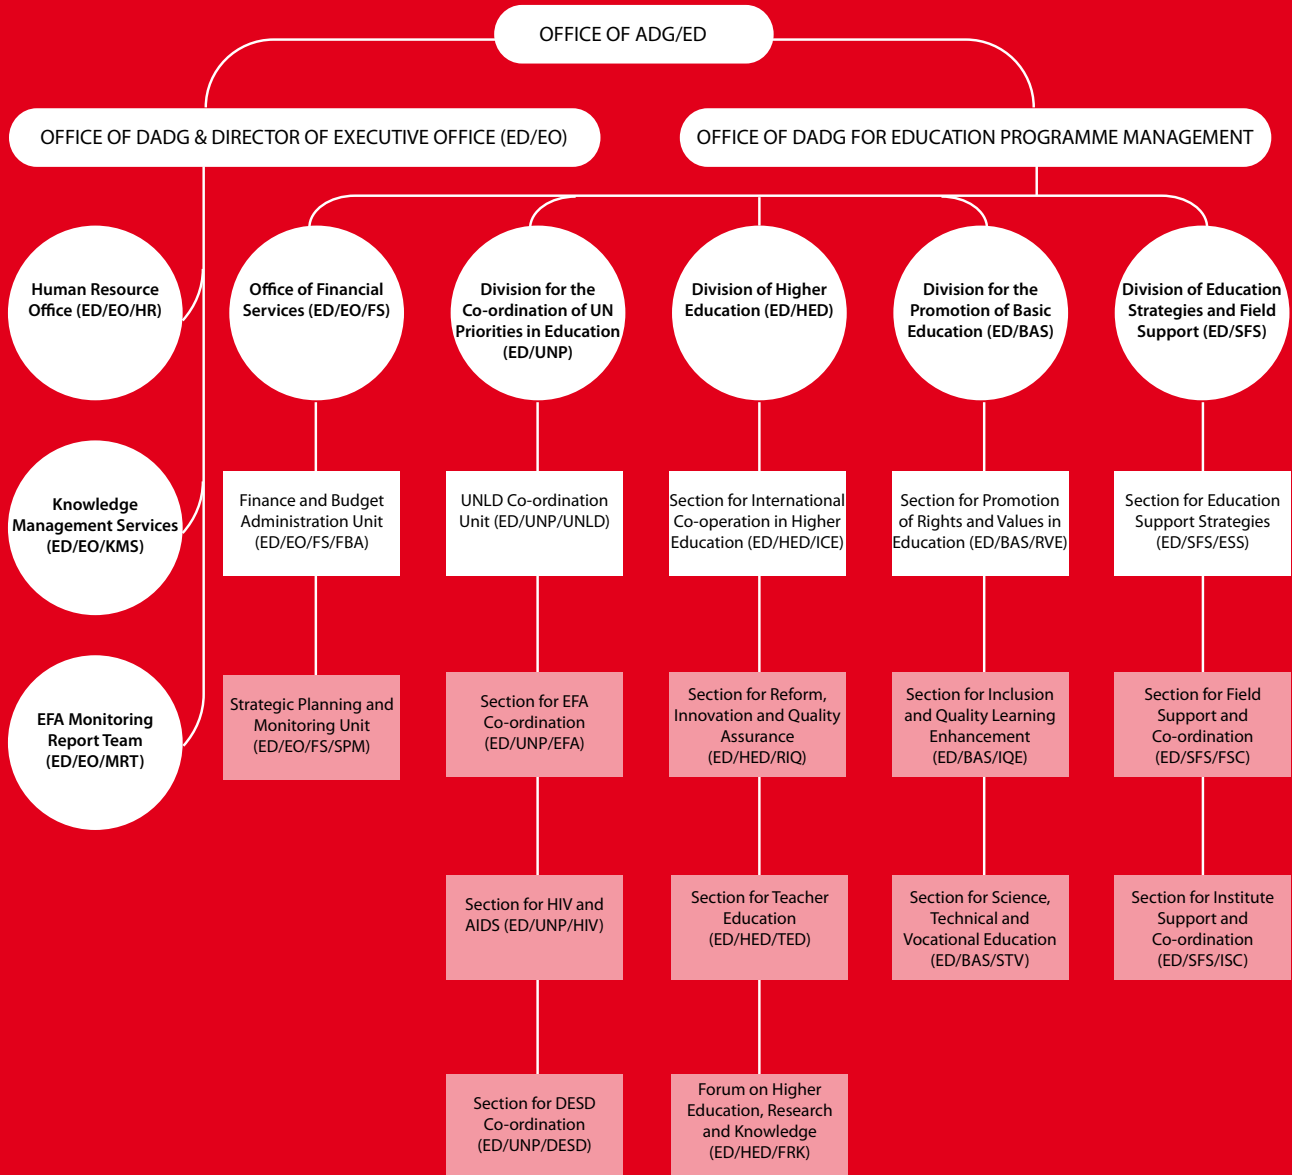 OFFICE OF ADG/ED
OFFICE OF DADG & DIRECTOR OF EXECUTIVE OFFICE (ED/EO)
OFFICE OF DADG FOR EDUCATION PROGRAMME MANAGEMENT
Human Resource
Office (ED/EO/HR)
Office of Financial
Services (ED/EO/FS)
Division for the
Co-ordination of UN
Priorities in Education
(ED/UNP)
Division of Higher
Education (ED/HED)
Division for the
Promotion of Basic
Education (ED/BAS)
Division of Education
Strategies and Field
Support (ED/SFS)
Knowledge
Management Services
(ED/EO/KMS)
Finance and Budget
Administration Unit
(ED/EO/FS/FBA)
UNLD Co-ordination
Unit (ED/UNP/UNLD)
Section for International
Co-operation in Higher
Education (ED/HED/ICE)
Section for Promotion
of Rights and Values in
Education (ED/BAS/RVE)
Section for Education
Support Strategies
(ED/SFS/ESS)
EFA Monitoring
Report Team
(ED/EO/MRT)
Strategic Planning and
Monitoring Unit
(ED/EO/FS/SPM)
Section for EFA
Co-ordination
(ED/UNP/EFA)
Section for Reform,
Innovation and Quality
Assurance
(ED/HED/RIQ)
Section for Inclusion
and Quality Learning
Enhancement
(ED/BAS/IQE)
Section for Field
Support and
Co-ordination
(ED/SFS/FSC)
Section for HIV and
AIDS (ED/UNP/HIV)
Section for Teacher
Education
(ED/HED/TED)
Section for Science,
Technical and
Vocational Education
(ED/BAS/STV)
Section for Institute
Support and
Co-ordination
(ED/SFS/ISC)
Section for DESD
Co-ordination
(ED/UNP/DESD)
Forum on Higher
Education, Research
and Knowledge
(ED/HED/FRK)